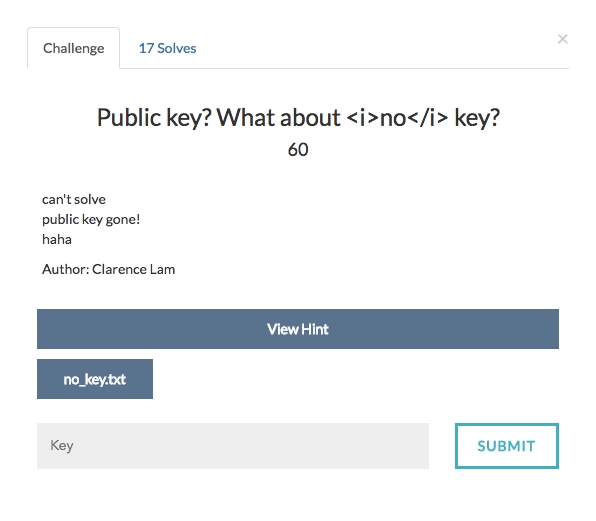 Challenge
17 Solves
×
Public key? What about <i>no</i> key?
60
can't solve
public key gone!
haha
Author: Clarence Lam
View Hint
no_key.txt
Key
SUBMIT